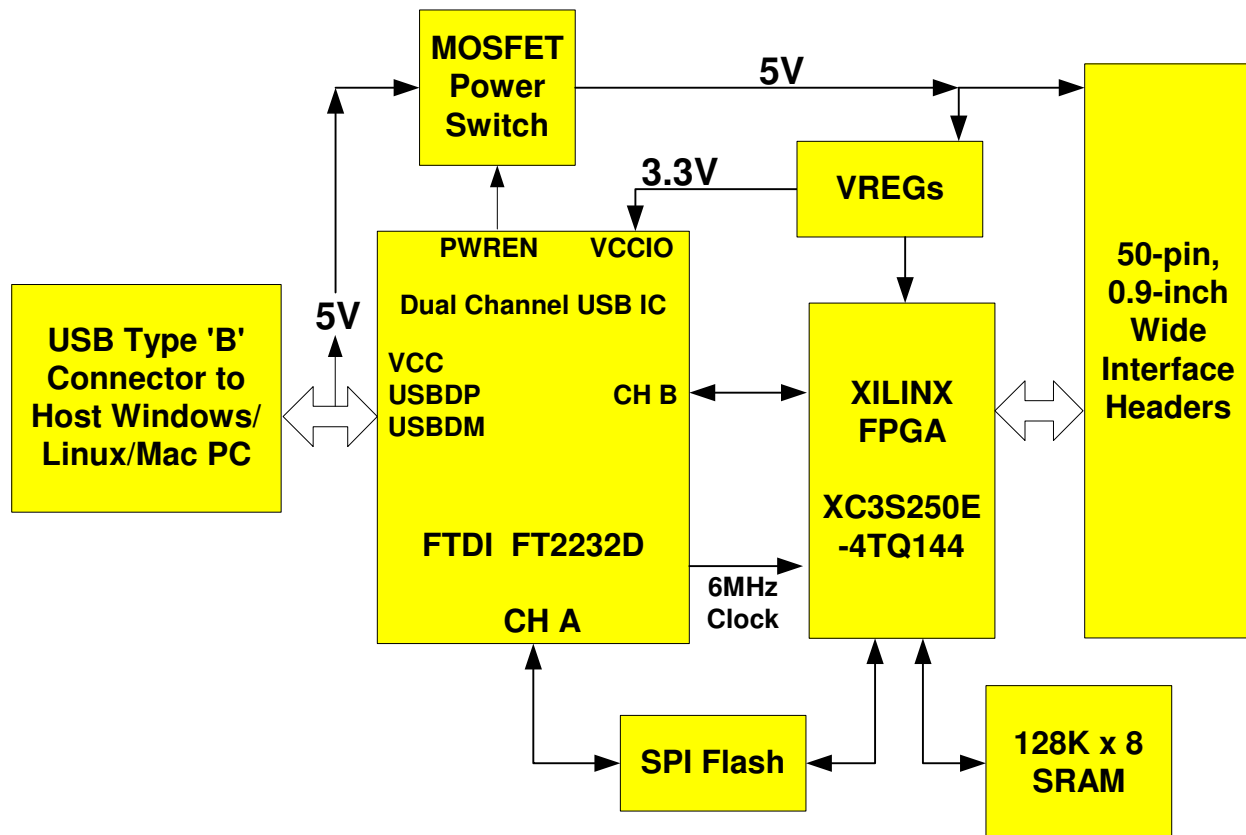 MOSFET
Power
Switch
5V
VREGs
3.3V
50-pin,
0.9-inch
Wide
Interface
Headers
PWREN
VCCIO
Dual Channel USB IC
VCC
USBDP
USBDM
CH B
FTDI FT2232D
CH A
5V
USB Type 'B'
Connector to
Host Windows/
Linux/Mac PC
XILINX
FPGA
XC3S250E
-4TQ144
6MHz
Clock
SPI Flash
128K x 8
SRAM